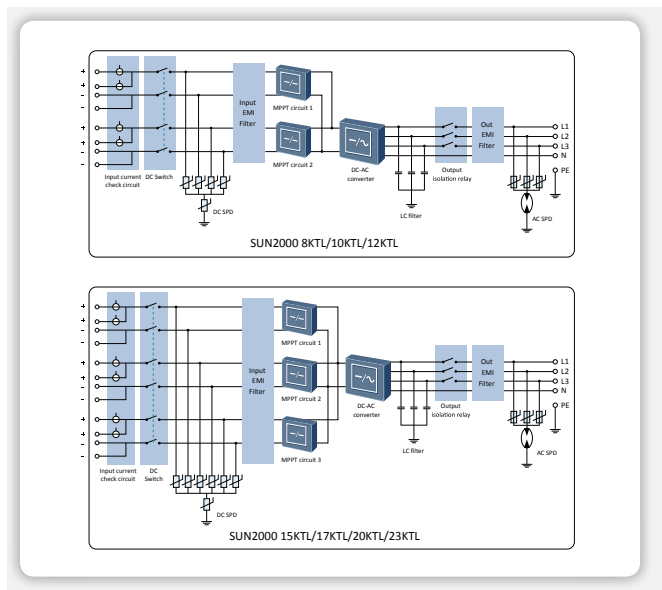 +
+
-
-
+
+
-
-
Input current
check circuit
DC Switch
Input
EMI
Filter
MPPT circuit 1
MPPT circuit 2
DC SPD
DC-AC
converter
LC filter
Output
isolation relay
Out
EMI
Filter
L1
L2
L3
N
PE
AC SPD
SUN2000 8KTL/10KTL/12KTL
+
+
-
-
+
+
-
-
+
+
-
-
Input current
check circuit
DC
Switch
Input
EMI
Filter
MPPT circuit 1
MPPT circuit 2
MPPT circuit 3
DC SPD
DC-AC
converter
LC filter
Output
isolation relay
Out
EMI
Filter
L1
L2
L3
N
PE
AC SPD
SUN2000 15KTL/17KTL/20KTL/23KTL